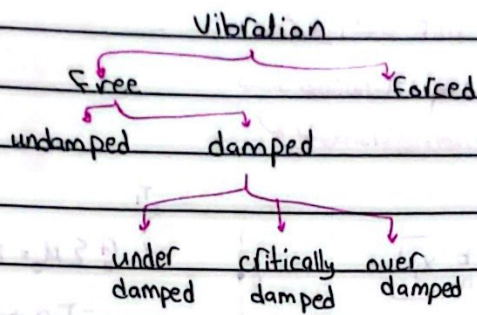 Vibration
Free Forced
undamped damped
under critically over
damped damped damped